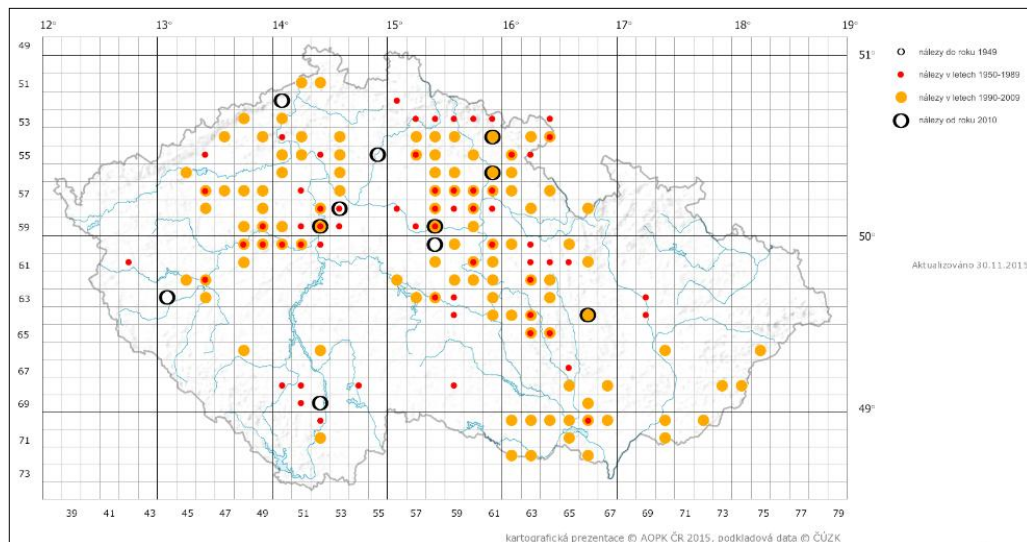 12° 13° 14° 15° 16° 17° 18° 19°
49
51°
51
53
55
57
59
50°
61
63
65
67
49°
69
71
73
39 41 43 45 47 49 51 53 55 57 59 61 63 65 67 69 71 73 75 77 79
nálezy do roku 1949
nálezy v letech 1950-1989
nálezy v letech 1990-2009
nálezy od roku 2010
Aktualizováno 30.11.2015
kartografická prezentace © AOPK ČR 2015, podkladová data © ČÚZK